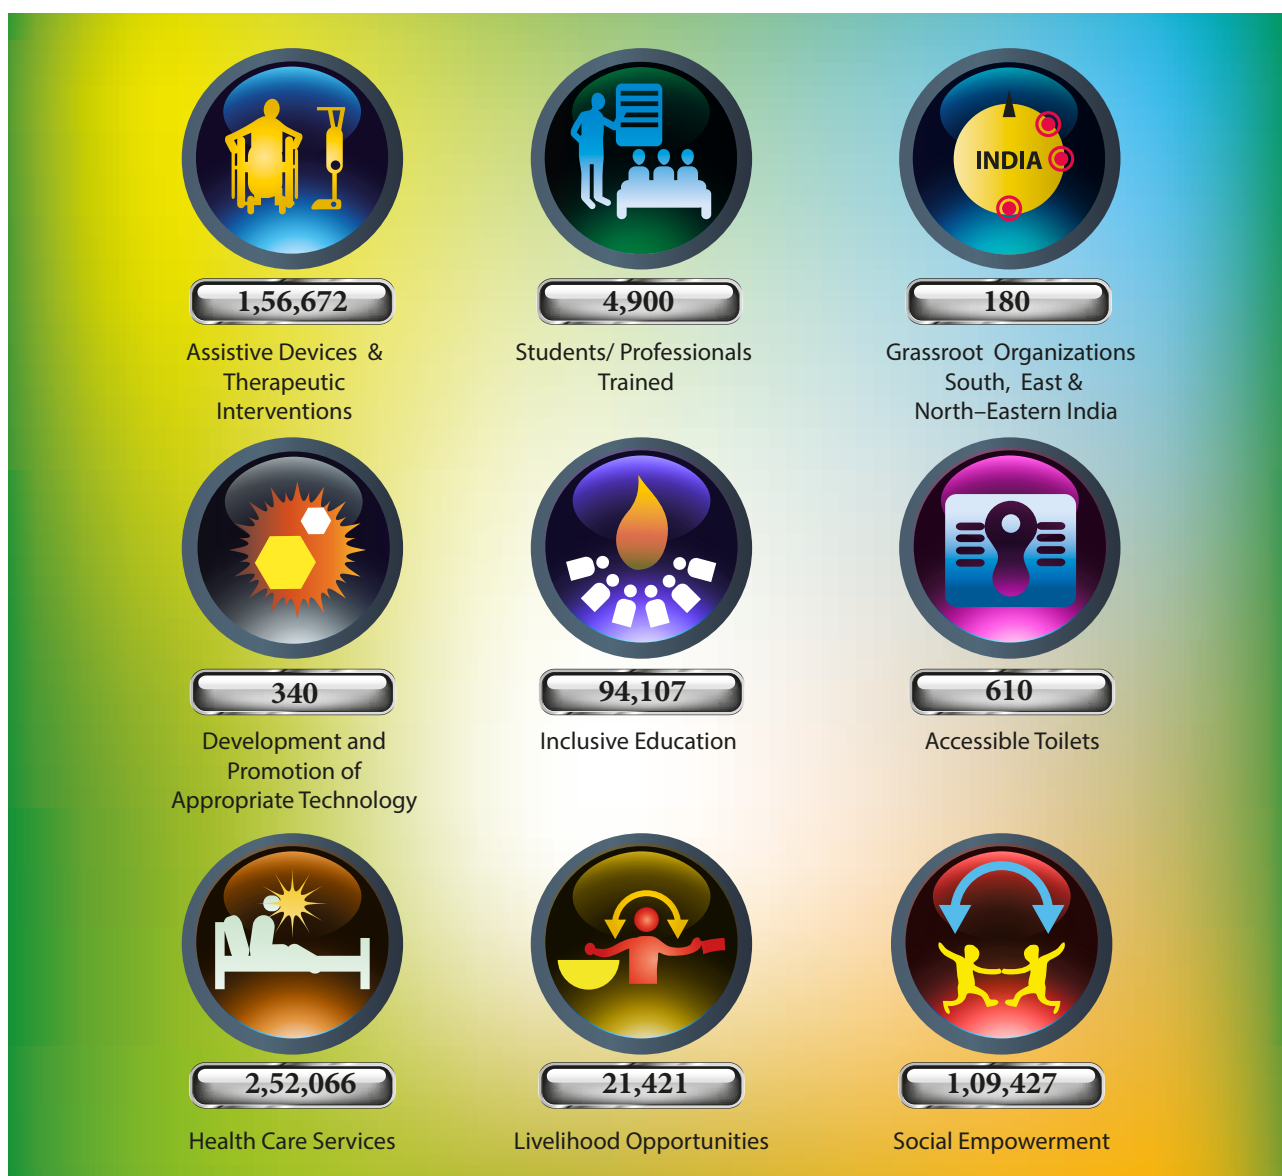 INDIA
1,56,672
Assistive Devices &
Therapeutic
Interventions
4,900
Students/ Professionals
Trained
180
Grassroot Organizations
South, East &
North–Eastern India
340
Development and
Promotion of
Appropriate Technology
94,107
Inclusive Education
610
Accessible Toilets
2,52,066
Health Care Services
21,421
Livelihood Opportunities
1,09,427
Social Empowerment